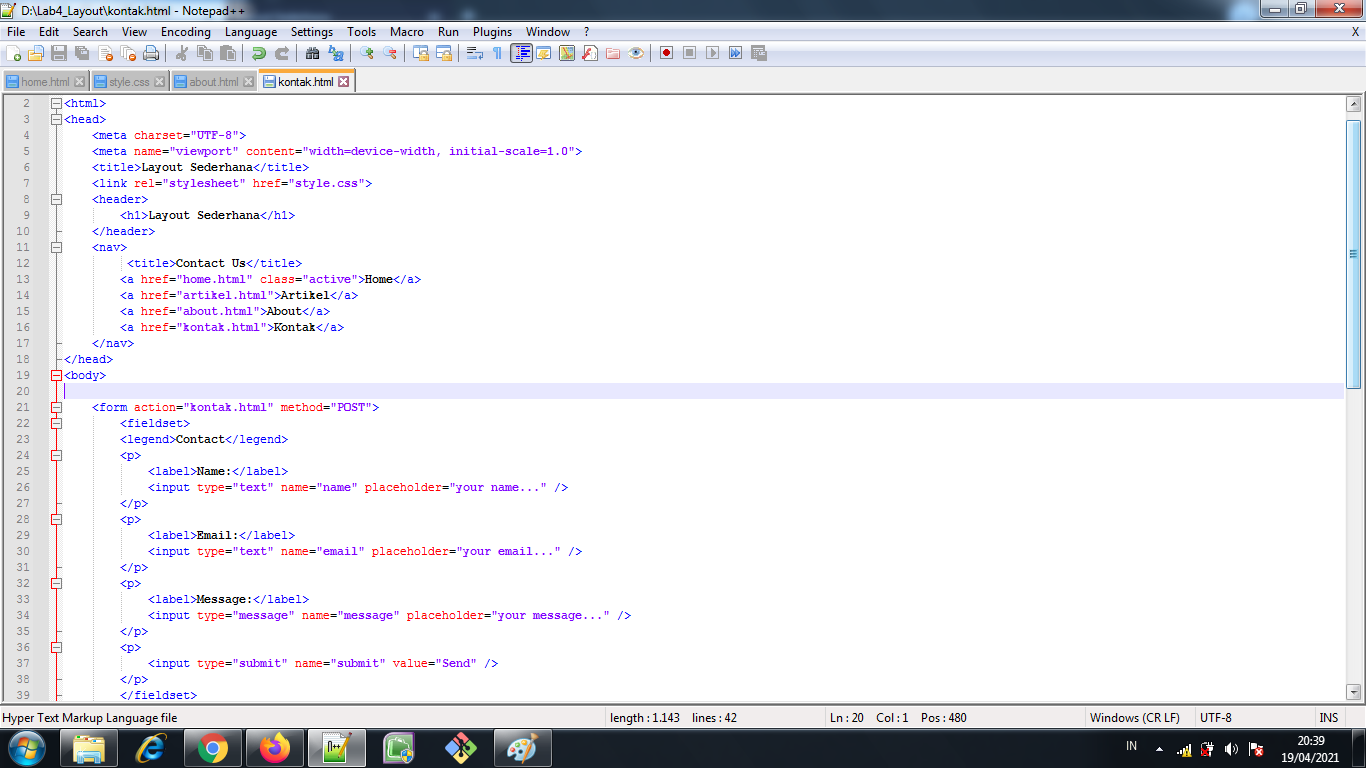 D:\Lab4_Layout\kontak.html - Notepad++
File Edit Search View Encoding Language Settings Tools Macro Run Plugins Window ? X
home.html style.css about.html kontak.html
2 <html>
3 <head>
4 <meta charset="UTF-8">
5 <meta name="viewport" content="width=device-width, initial-scale=1.0">
6 <title>Layout Sederhana</title>
7 <link rel="stylesheet" href="style.css">
8 <header>
9 <h1>Layout Sederhana</h1>
10 </header>
11 <nav>
12 <title>Contact Us</title>
13 <a href="home.html" class="active">Home</a>
14 <a href="artikel.html">Artikel</a>
15 <a href="about.html">About</a>
16 <a href="kontak.html">Kontak</a>
17 </nav>
18 </head>
19 <body>
20
21 <form action="kontak.html" method="POST">
22 <fieldset>
23 <legend>Contact</legend>
24 <p>
25 <label>Name:</label>
26 <input type="text" name="name" placeholder="your name..." />
27 </p>
28 <p>
29 <label>Email:</label>
30 <input type="text" name="email" placeholder="your email..." />
31 </p>
32 <p>
33 <label>Message:</label>
34 <input type="message" name="message" placeholder="your message..." />
35 </p>
36 <p>
37 <input type="submit" name="submit" value="Send" />
38 </p>
39 </fieldset>
Hyper Text Markup Language file length : 1.143 lines : 42 Ln : 20 Col : 1 Pos : 480 Windows (CR LF) UTF-8 INS
IN 20:39
19/04/2021